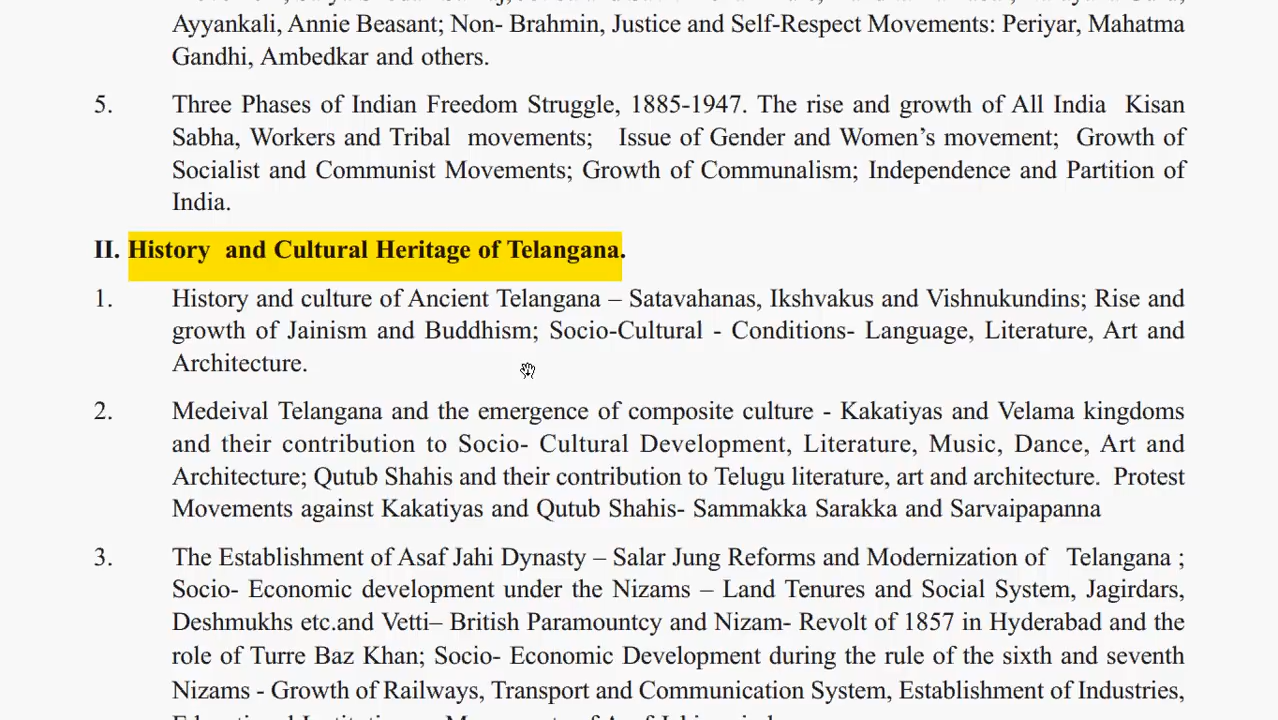 Ayyankali, Annie Beasant; Non- Brahmin, Justice and Self-Respect Movements: Periyar, Mahatma
Gandhi, Ambedkar and others.
5. Three Phases of Indian Freedom Struggle, 1885-1947. The rise and growth of All India Kisan
Sabha, Workers and Tribal movements; Issue of Gender and Women’s movement; Growth of
Socialist and Communist Movements; Growth of Communalism; Independence and Partition of
India.
II. History and Cultural Heritage of Telangana.
1. History and culture of Ancient Telangana – Satavahanas, Ikshvakus and Vishnukundins; Rise and
growth of Jainism and Buddhism; Socio-Cultural - Conditions- Language, Literature, Art and
Architecture.
2. Medeival Telangana and the emergence of composite culture - Kakatiyas and Velama kingdoms
and their contribution to Socio- Cultural Development, Literature, Music, Dance, Art and
Architecture; Qutub Shahis and their contribution to Telugu literature, art and architecture. Protest
Movements against Kakatiyas and Qutub Shahis- Sammakka Sarakka and Sarvaipapanna
3. The Establishment of Asaf Jahi Dynasty – Salar Jung Reforms and Modernization of Telangana ;
Socio- Economic development under the Nizams – Land Tenures and Social System, Jagirdars,
Deshmukhs etc.and Vetti– British Paramountcy and Nizam- Revolt of 1857 in Hyderabad and the
role of Turre Baz Khan; Socio- Economic Development during the rule of the sixth and seventh
Nizams - Growth of Railways, Transport and Communication System, Establishment of Industries,